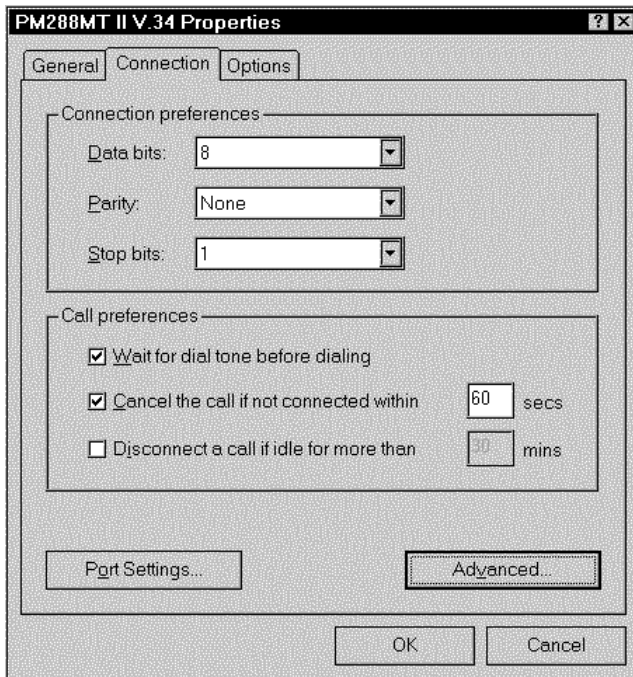 PM288MT II V.34 Properties
General Connection Options
Connection preferences
Data bits: 8
Parity: None
Stop bits: 1
Call preferences
Wait for dial tone before dialing
Cancel the call if not connected within 60 secs
Disconnect a call if idle for more than 30 mins
Port Settings... Advanced...
OK Cancel